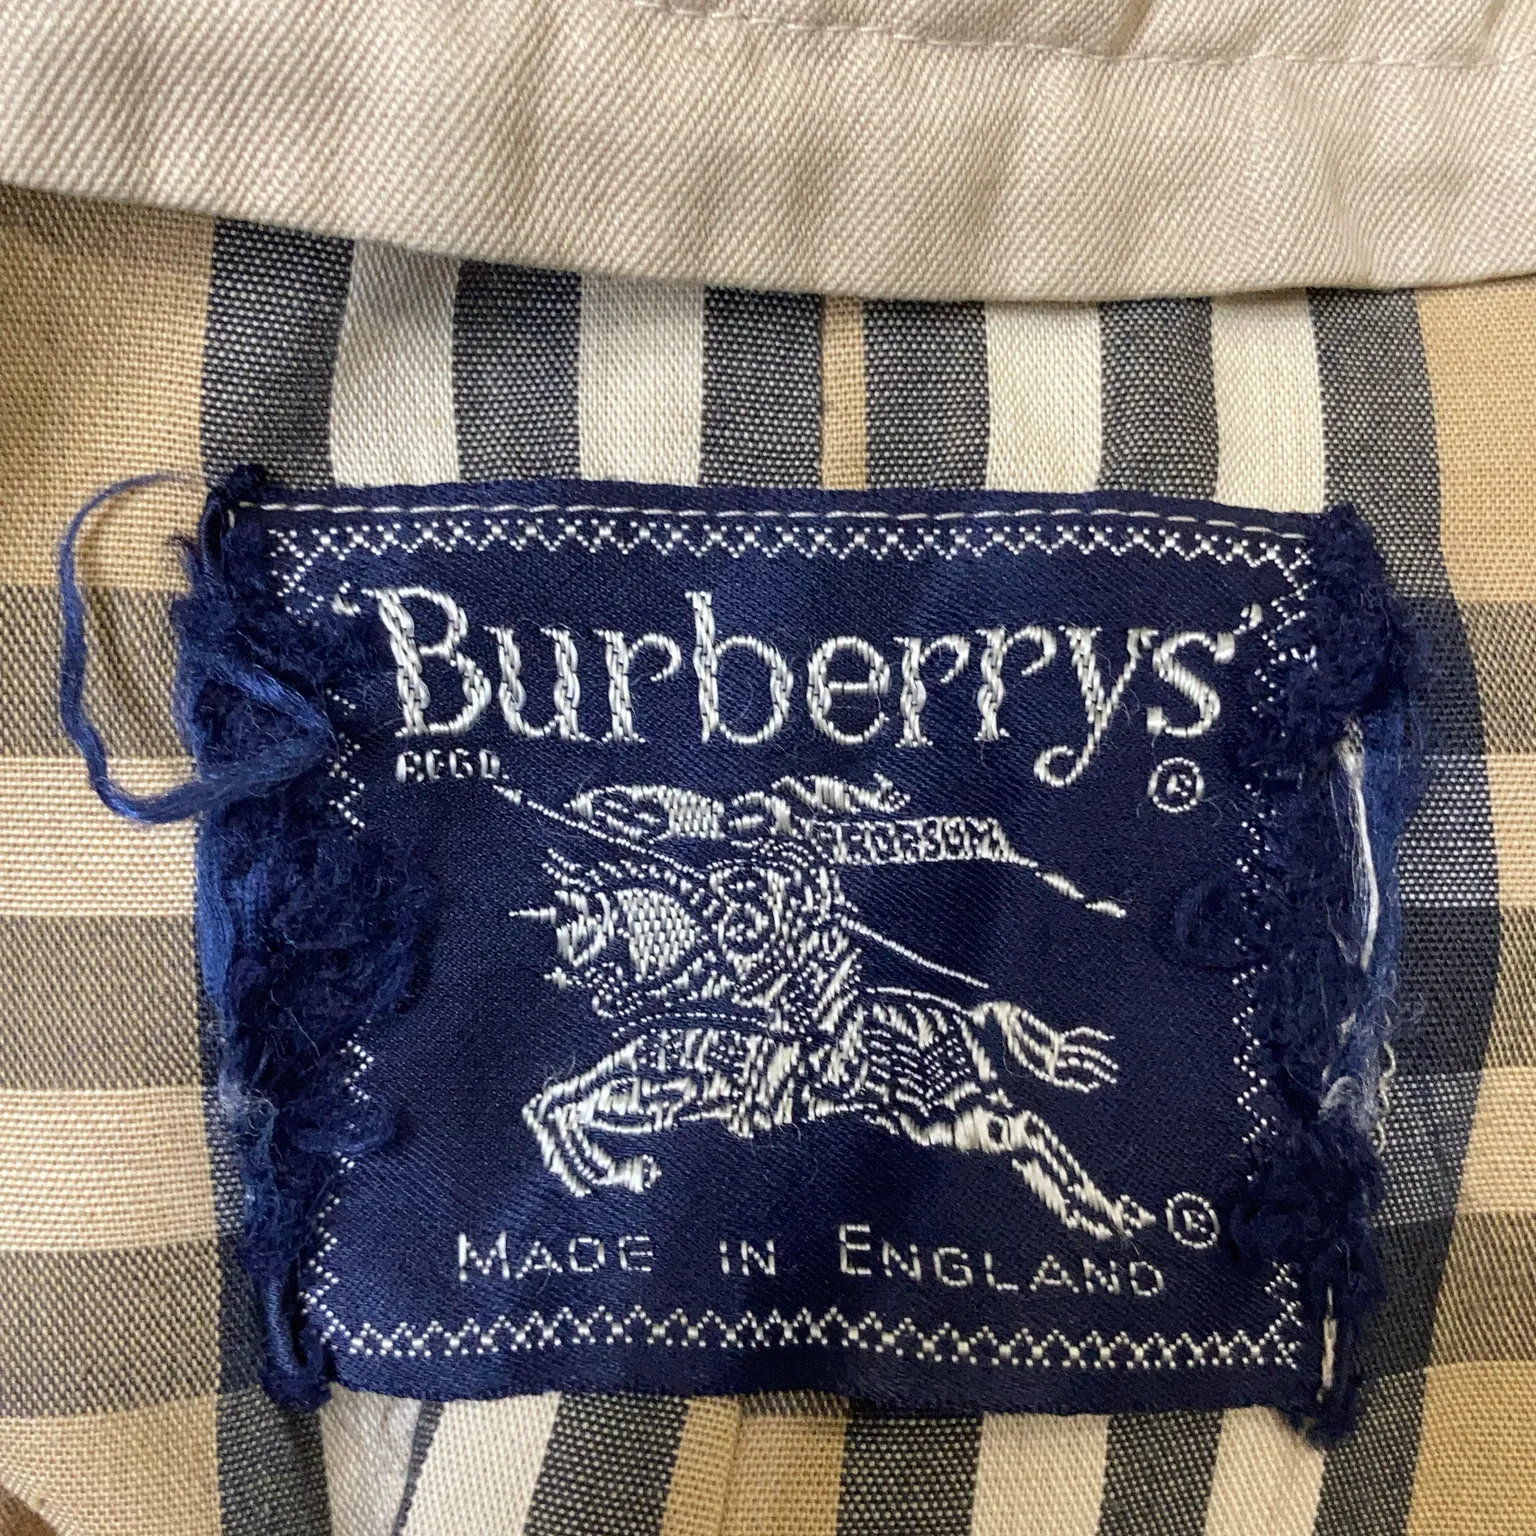 'Burberrys'
REGD.
®
PRORSUM
®
MADE IN ENGLAND